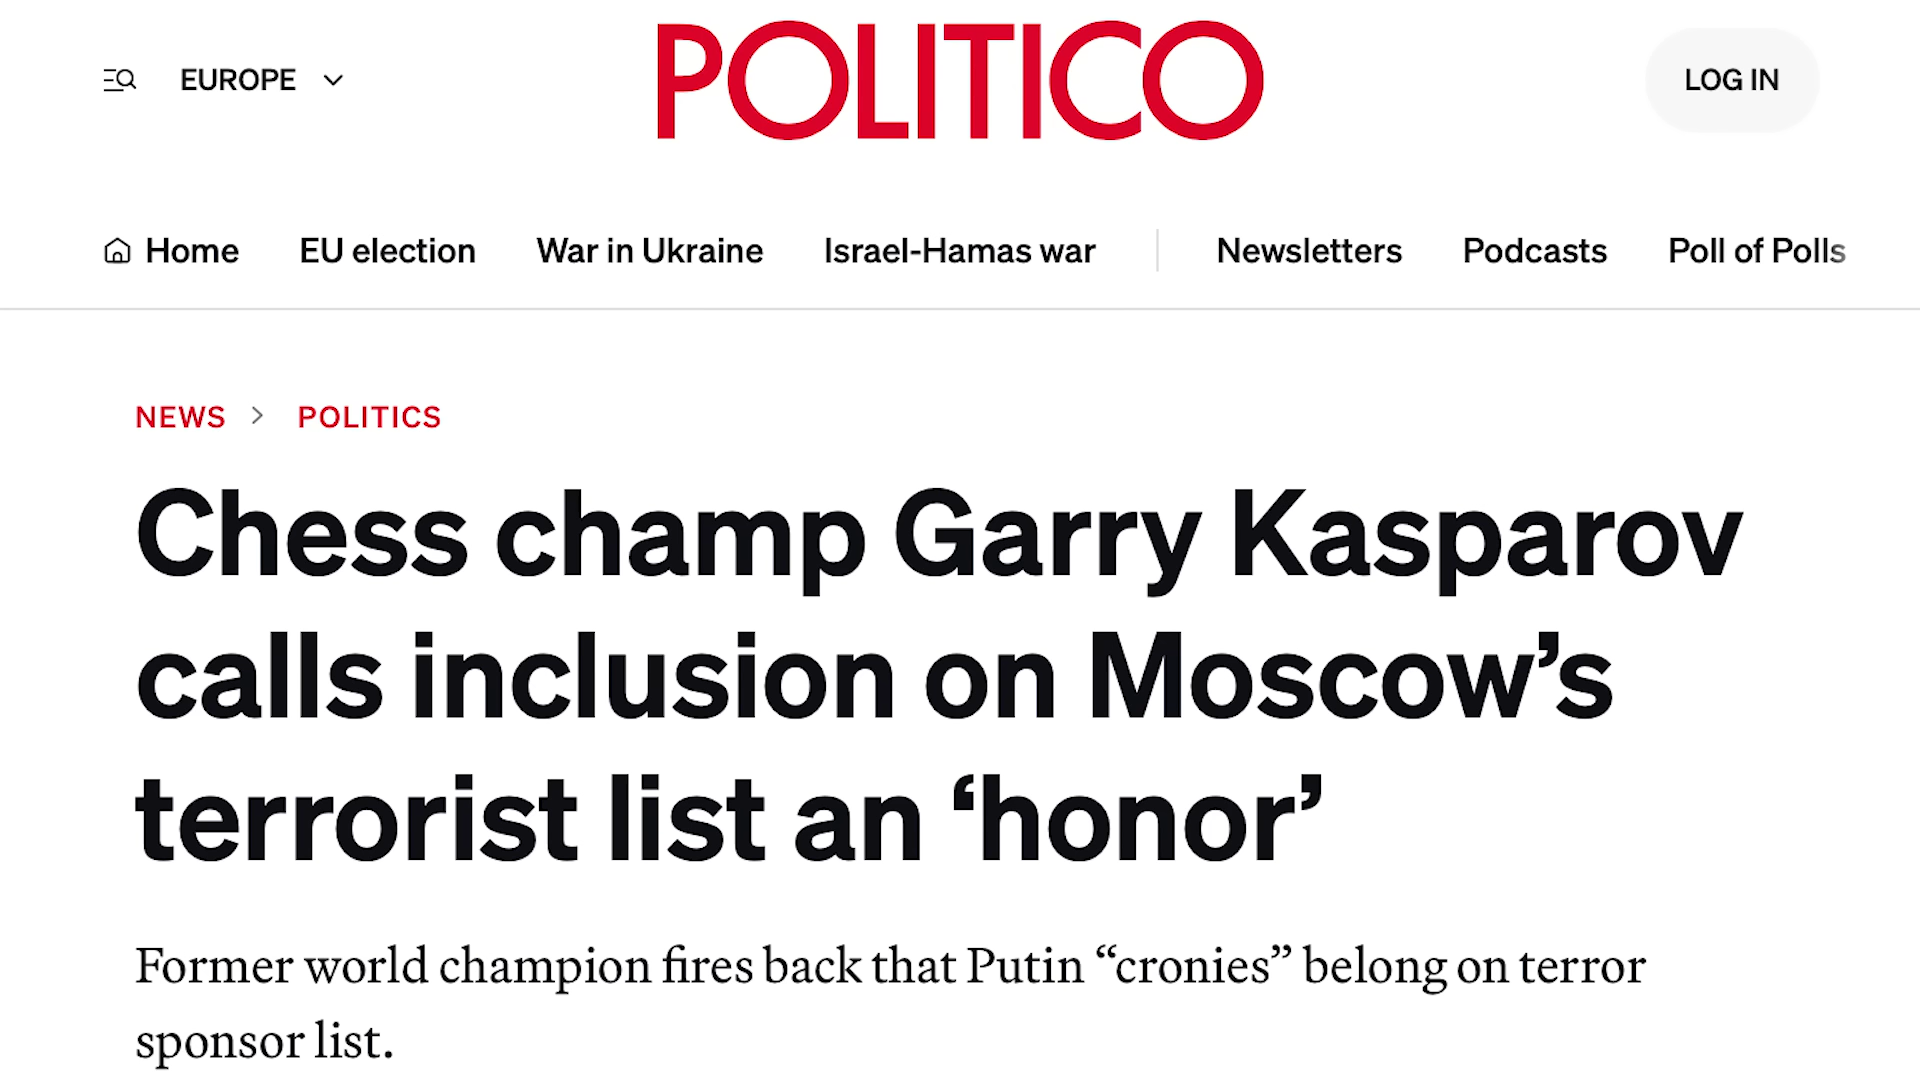 EUROPE
POLITICO
LOG IN
Home EU election War in Ukraine Israel-Hamas war Newsletters Podcasts Poll of Polls
NEWS > POLITICS
Chess champ Garry Kasparov
calls inclusion on Moscow’s
terrorist list an ‘honor’
Former world champion fires back that Putin “cronies” belong on terror
sponsor list.